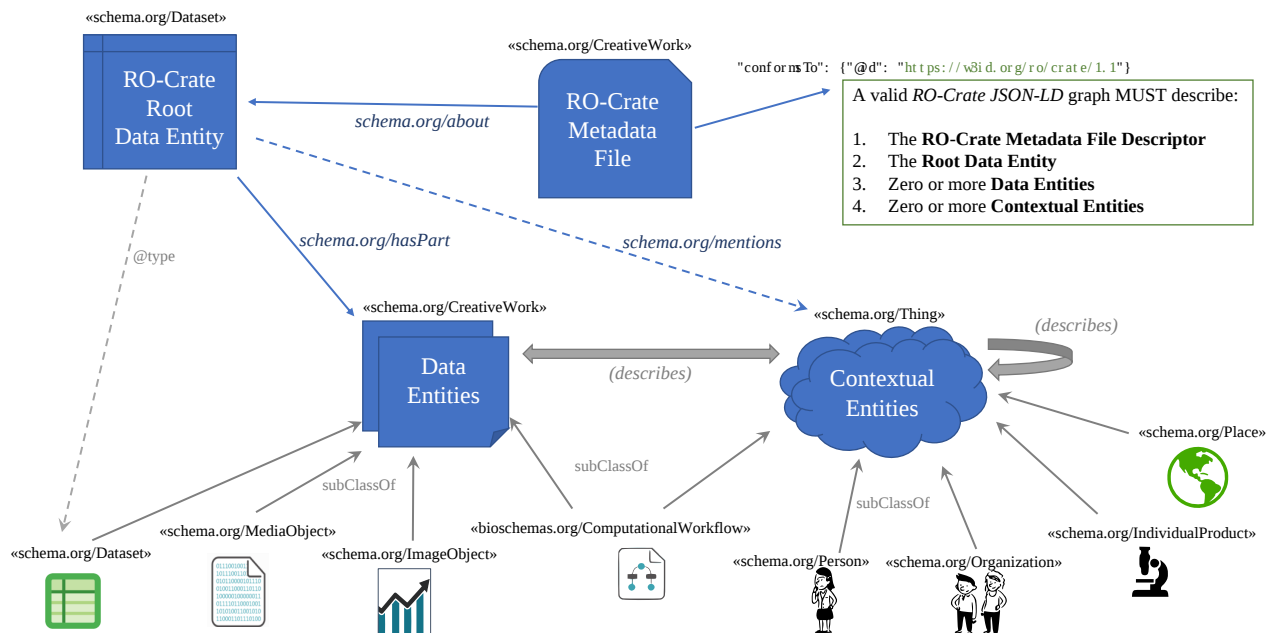 «schema.org/Dataset»
RO-Crate
Root
Data Entity
«schema.org/CreativeWork»
RO-Crate
Metadata
File
schema.org/about
"conformsTo": {"@id": "https://w3id.org/ro/crate/1.1"}
A valid RO-Crate JSON-LD graph MUST describe:
1. The RO-Crate Metadata File Descriptor
2. The Root Data Entity
3. Zero or more Data Entities
4. Zero or more Contextual Entities
@type
schema.org/hasPart
schema.org/mentions
«schema.org/CreativeWork»
Data
Entities
(describes)
«schema.org/Thing»
Contextual
Entities
(describes)
subClassOf
subClassOf
subClassOf
«schema.org/Place»
«schema.org/Dataset»
«schema.org/MediaObject»
«schema.org/ImageObject»
«bioschemas.org/ComputationalWorkflow»
«schema.org/Person»
«schema.org/Organization»
«schema.org/IndividualProduct»